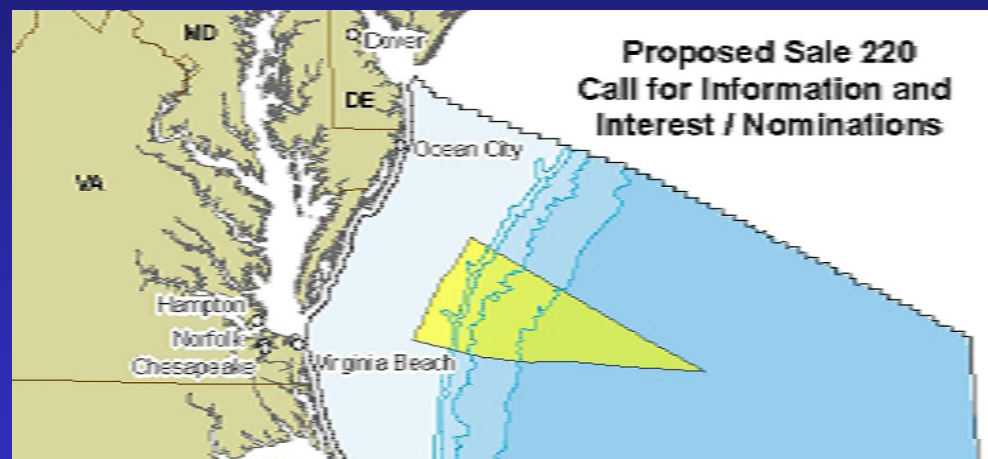 MD
Dover
Proposed Sale 220
Call for Information and
Interest / Nominations
DE
Ocean City
VA
Hampton
Norfolk
Virginia Beach
Chesapeake